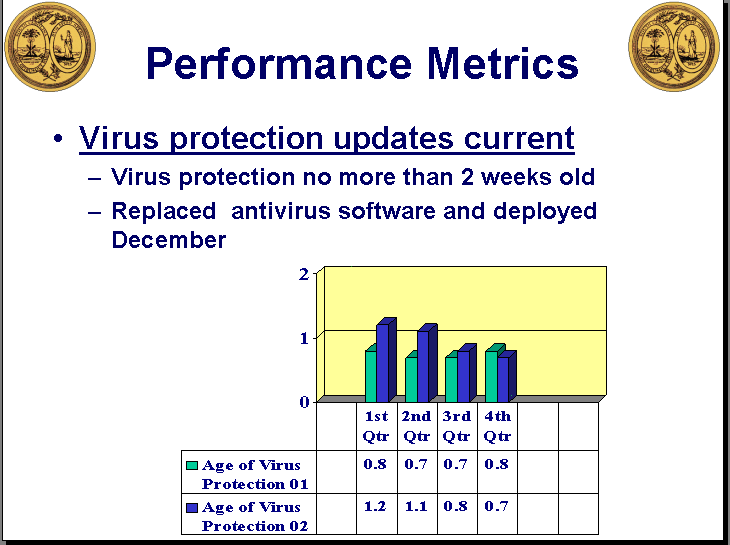 Performance Metrics
• Virus protection updates current
– Virus protection no more than 2 weeks old
– Replaced antivirus software and deployed
December
2
1
0
1st 2nd 3rd 4th
Qtr Qtr Qtr Qtr
Age of Virus 0.8 0.7 0.7 0.8
Protection 01
Age of Virus 1.2 1.1 0.8 0.7
Protection 02